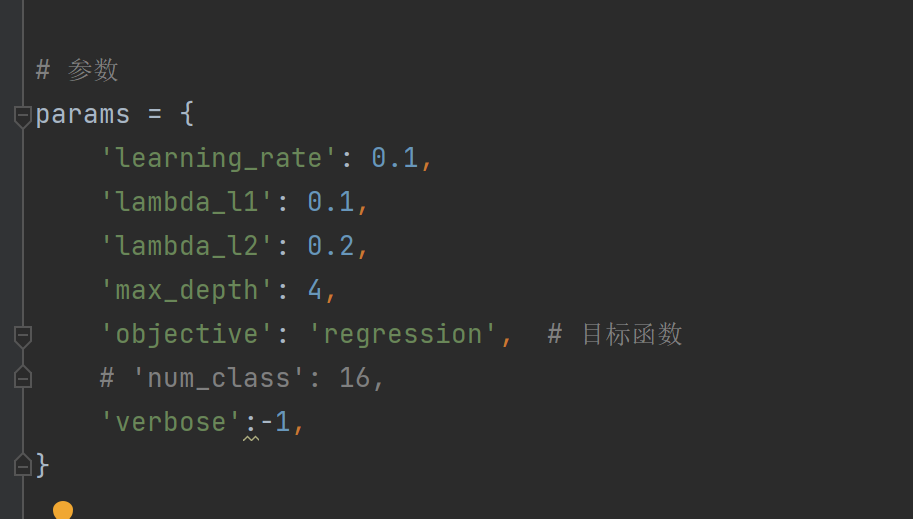 # 参数
params = {
    'learning_rate': 0.1,
    'lambda_l1': 0.1,
    'lambda_l2': 0.2,
    'max_depth': 4,
    'objective': 'regression',  # 目标函数
    # 'num_class': 16,
    'verbose':-1,
}